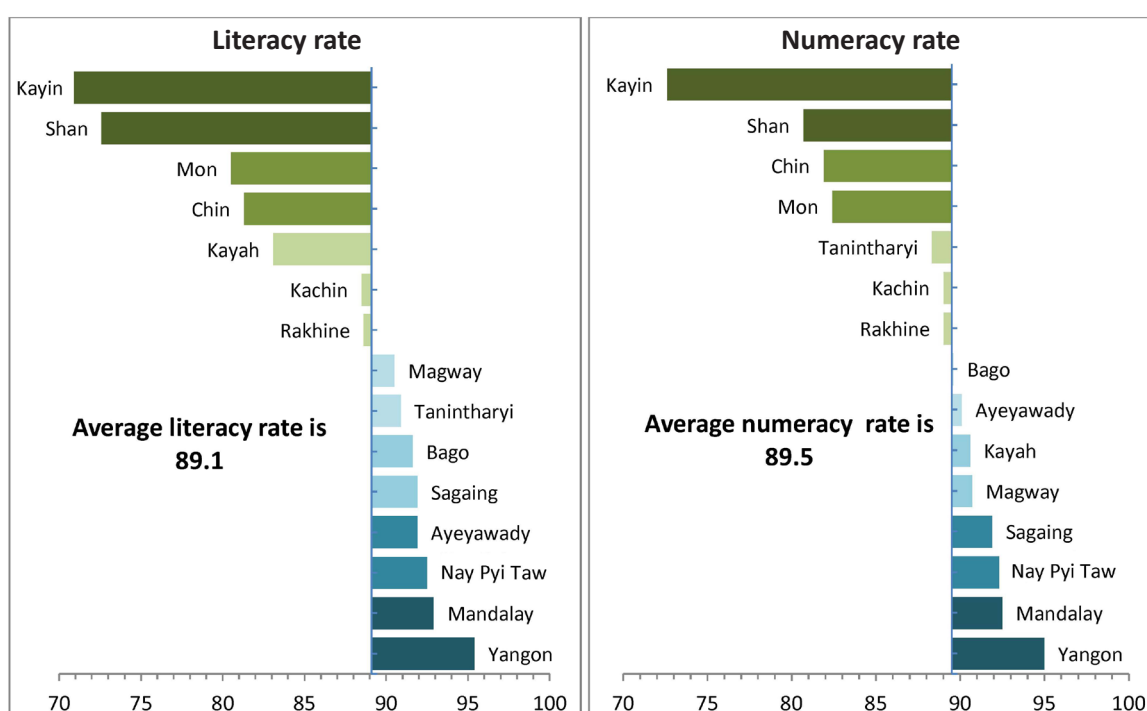 Literacy rate
Kayin
Shan
Mon
Chin
Kayah
Kachin
Rakhine
Magway
Tanintharyi
Bago
Sagaing
Ayeyawady
Nay Pyi Taw
Mandalay
Yangon
Average literacy rate is
89.1
70 75 80 85 90 95 100
Numeracy rate
Kayin
Shan
Chin
Mon
Tanintharyi
Kachin
Rakhine
Bago
Ayeyawady
Kayah
Magway
Sagaing
Nay Pyi Taw
Mandalay
Yangon
Average numeracy rate is
89.5
70 75 80 85 90 95 100